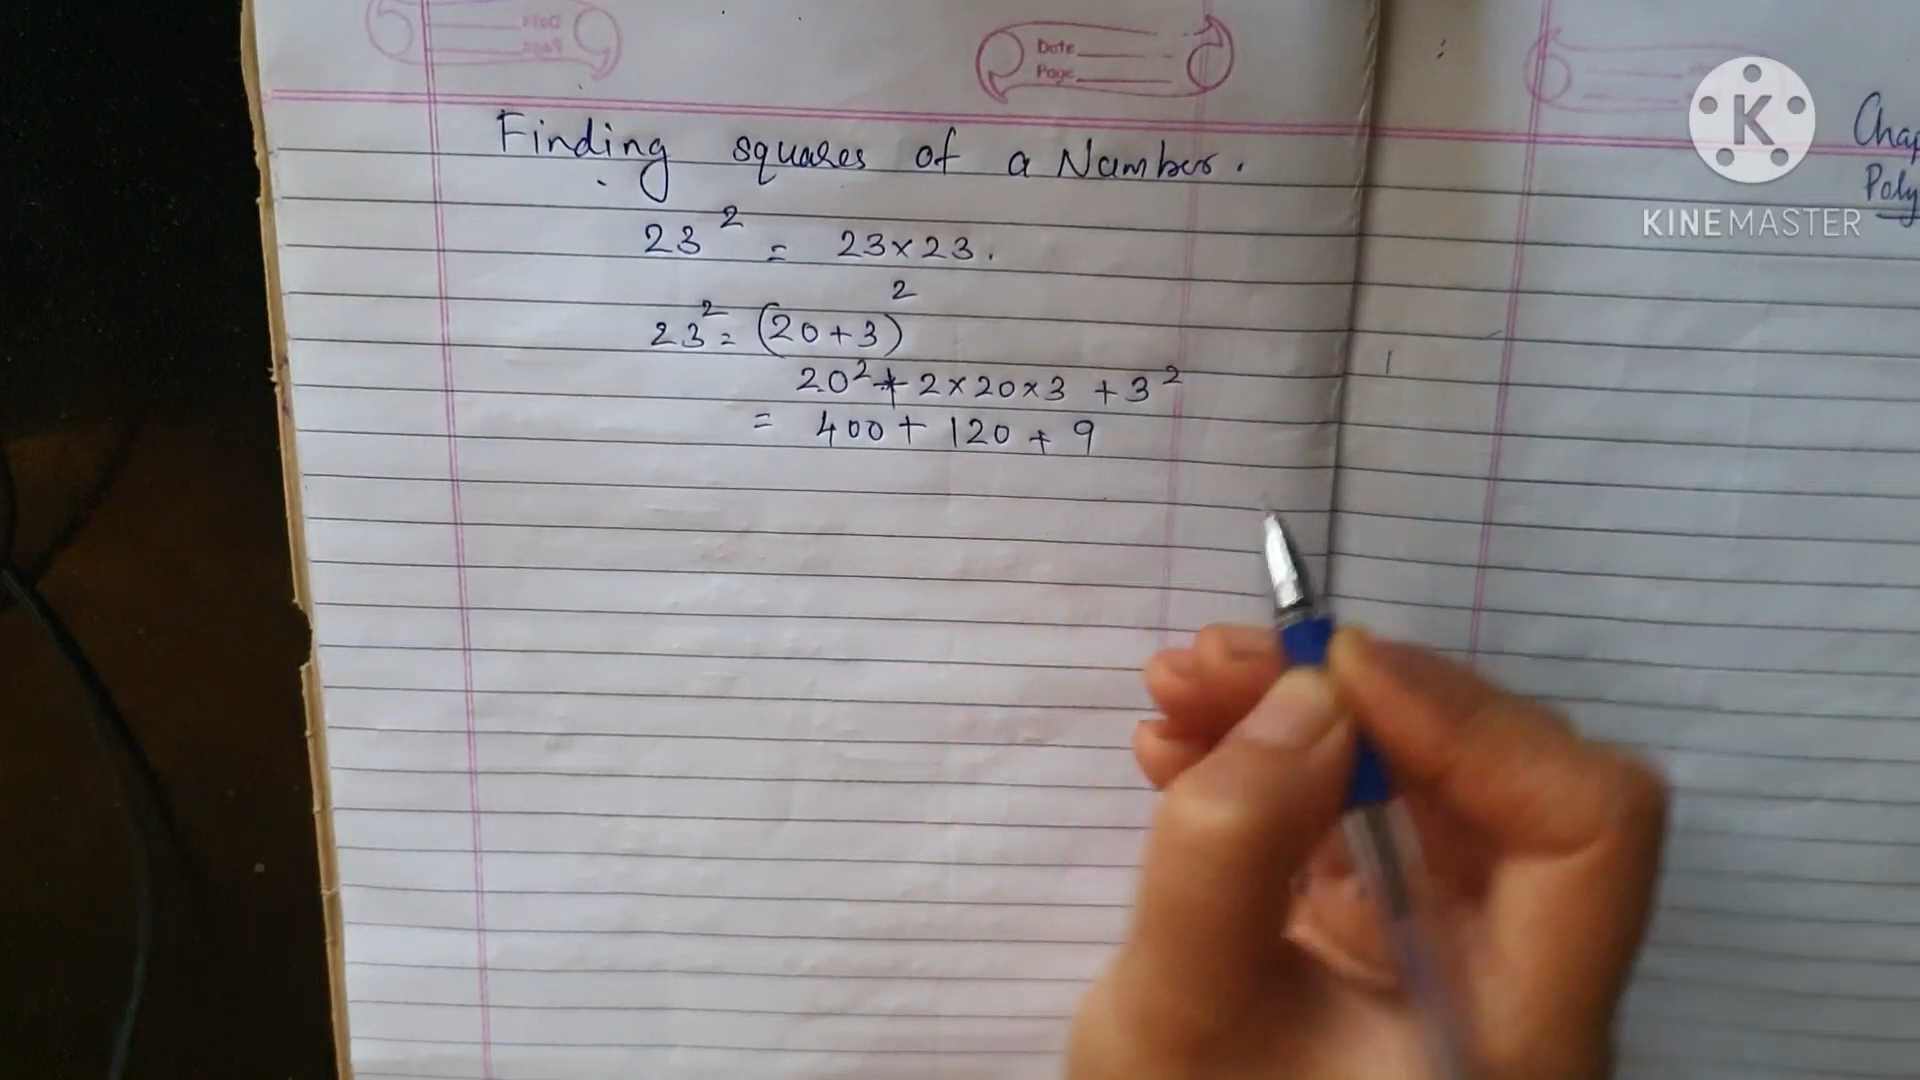 Date
Page
Finding squares of a Number.
23² = 23×23.
23² = (20+3)²
20² + 2×20×3 + 3²
= 400 + 120 + 9
Chap
Poly
K
KINEMASTER